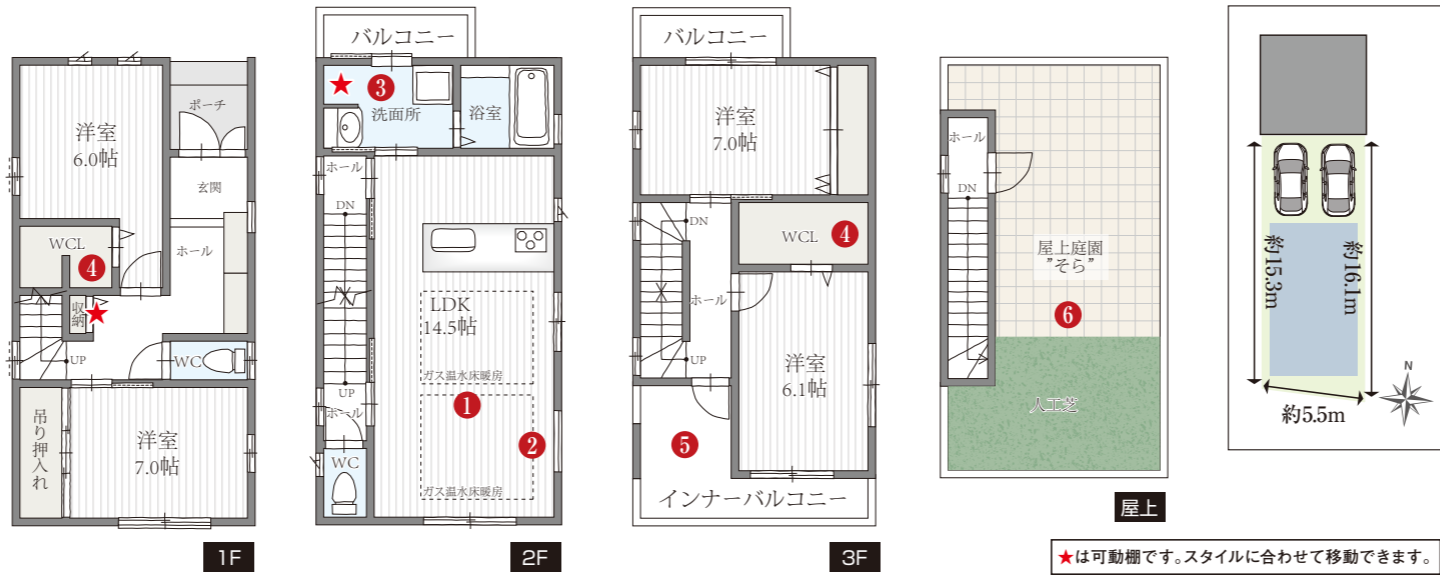 洋室
6.0帖
ポーチ
玄関
WCL
4
ホール
収納
★
UP
WC
吊り押入れ
洋室
7.0帖
1F
バルコニー
★
3
洗面所
浴室
ホール
DN
LDK
14.5帖
ガス温水床暖房
UP
1
ホール
2
WC
ガス温水床暖房
2F
バルコニー
洋室
7.0帖
DN
WCL
4
ホール
UP
洋室
6.1帖
5
インナーバルコニー
3F
ホール
DN
屋上庭園
"そら"
6
人工芝
屋上
約15.3m
約16.1m
約5.5m
N
★は可動棚です。スタイルに合わせて移動できます。